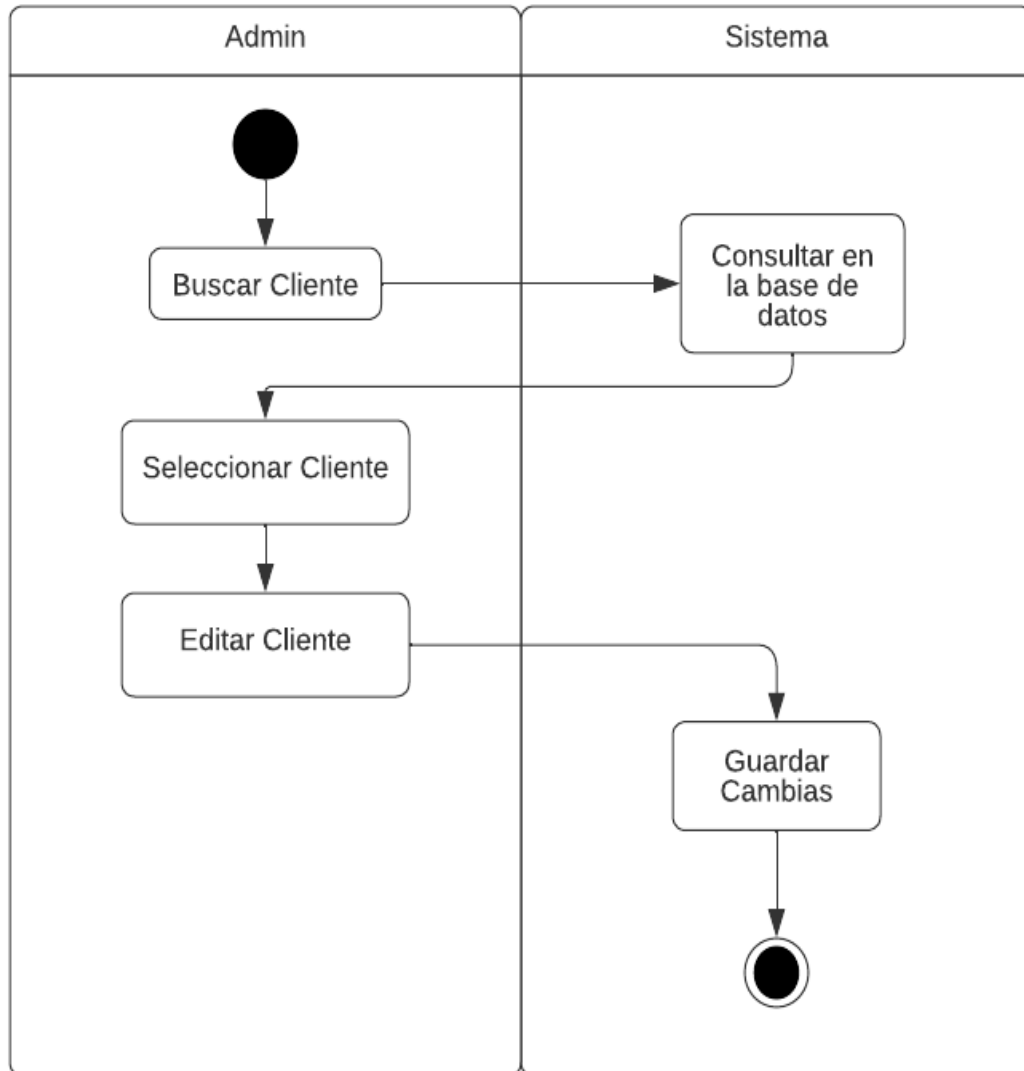 Admin
Sistema
Buscar Cliente
Consultar en
la base de
datos
Seleccionar Cliente
Editar Cliente
Guardar
Cambias